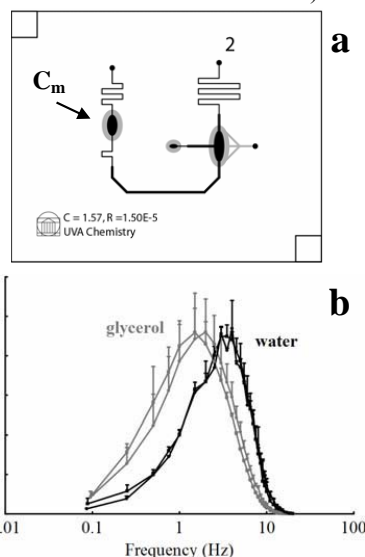 a
2
Cm
C = 1.57, R =1.50E-5
UVA Chemistry
b
glycerol
water
.01 0.1 1 10 100
Frequency (Hz)